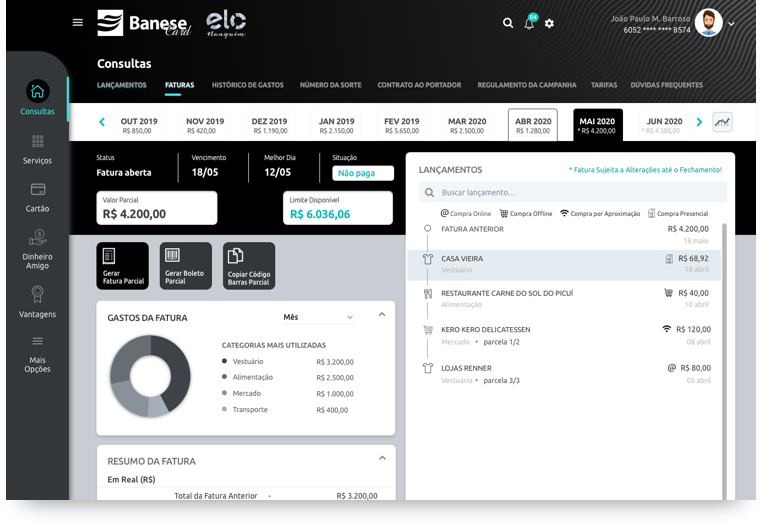 Banese
Card
elo
Nanquim
04
João Paulo M. Barroso
6052 **** **** 8574
Consultas
LANÇAMENTOS FATURAS HISTÓRICO DE GASTOS NÚMERO DA SORTE CONTRATO AO PORTADOR REGULAMENTO DA CAMPANHA TARIFAS DÚVIDAS FREQUENTES
OUT 2019 NOV 2019 DEZ 2019 JAN 2019 FEV 2019 MAR 2020 ABR 2020 MAI 2020 JUN 2020
R$ 850,00 R$ 420,00 R$ 1.190,00 R$ 2.150,00 R$ 5.650,00 R$ 2.500,00 R$ 1.280,00 * R$ 4.200,00 * R$ 4.500,00
Consultas
Serviços
Cartão
Dinheiro
Amigo
Vantagens
Mais
Opções
Status Vencimento Melhor Dia Situação
Fatura aberta 18/05 12/05 Não paga
Valor Parcial
R$ 4.200,00
Limite Disponível
R$ 6.036,06
Gerar
Fatura Parcial
Gerar Boleto
Parcial
Copiar Código
Barras Parcial
GASTOS DA FATURA Mês
CATEGORIAS MAIS UTILIZADAS
Vestuário R$ 3.200,00
Alimentação R$ 2.500,00
Mercado R$ 1.000,00
Transporte R$ 400,00
RESUMO DA FATURA
Em Real (R$)
Total da Fatura Anterior - R$ 3.200,00
LANÇAMENTOS * Fatura Sujeita a Alterações até o Fechamento!
Buscar lançamento...
@ Compra Online Compra Offline Compra por Aproximação Compra Presencial
FATURA ANTERIOR R$ 4.200,00
18 maio
CASA VIEIRA R$ 68,92
Vestuário 18 abril
RESTAURANTE CARNE DO SOL DO PICUÍ R$ 40,00
Alimentação 10 abril
KERO KERO DELICATESSEN R$ 120,00
Mercado • parcela 1/2 08 abril
LOJAS RENNER @ R$ 80,00
Vestuário • parcela 3/3 05 abril